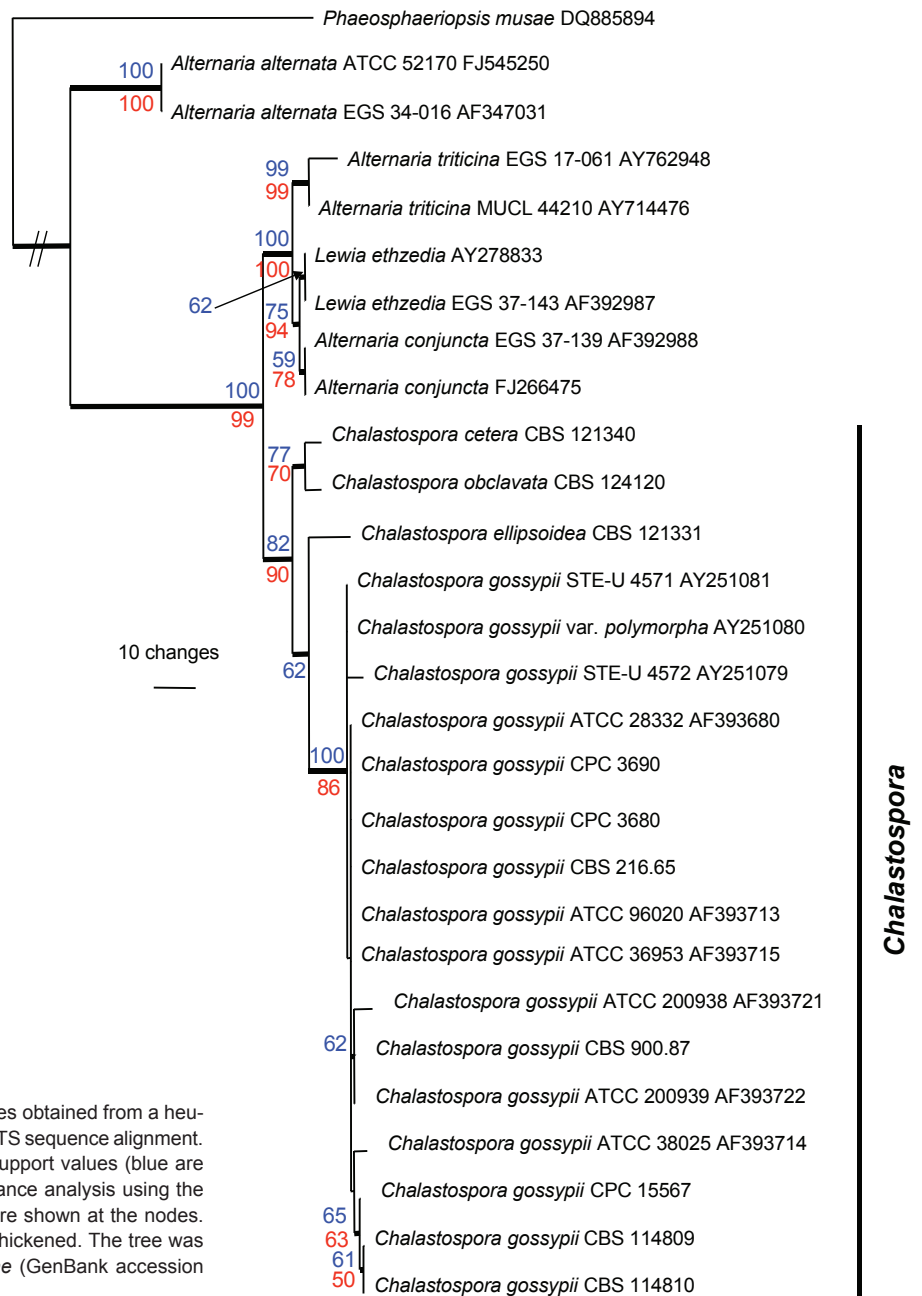 Phaeosphaeriopsis musae DQ885894
100
Alternaria alternata ATCC 52170 FJ545250
100
Alternaria alternata EGS 34-016 AF347031
Alternaria triticina EGS 17-061 AY762948
99
99
Alternaria triticina MUCL 44210 AY714476
100
Lewia ethzedia AY278833
100
62
Lewia ethzedia EGS 37-143 AF392987
75
94
Alternaria conjuncta EGS 37-139 AF392988
59
78
Alternaria conjuncta FJ266475
100
99
Chalastospora cetera CBS 121340
77
70
Chalastospora obclavata CBS 124120
Chalastospora ellipsoidea CBS 121331
82
90
Chalastospora gossypii STE-U 4571 AY251081
Chalastospora gossypii var. polymorpha AY251080
10 changes
62
Chalastospora gossypii STE-U 4572 AY251079
Chalastospora gossypii ATCC 28332 AF393680
100
86
Chalastospora gossypii CPC 3690
Chalastospora gossypii CPC 3680
Chalastospora gossypii CBS 216.65
Chalastospora gossypii ATCC 96020 AF393713
Chalastospora gossypii ATCC 36953 AF393715
Chalastospora gossypii ATCC 200938 AF393721
62
Chalastospora gossypii CBS 900.87
Chalastospora gossypii ATCC 200939 AF393722
Chalastospora gossypii ATCC 38025 AF393714
Chalastospora gossypii CPC 15567
65
63
Chalastospora gossypii CBS 114809
61
50
Chalastospora gossypii CBS 114810
Chalastospora
es obtained from a heu-
TS sequence alignment.
upport values (blue are
ance analysis using the
re shown at the nodes.
hickened. The tree was
e (GenBank accession